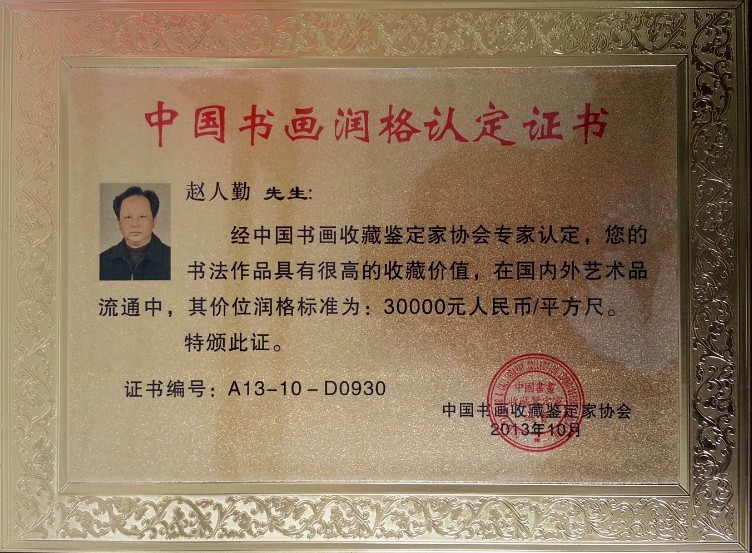 中国书画润格认定证书
赵人勤 先生:
经中国书画收藏鉴定家协会专家认定，您的
书法作品具有很高的收藏价值，在国内外艺术品
流通中，其价位润格标准为：30000元人民币/平方尺。
特颁此证。
证书编号：A13-10-D0930
中国书画收藏鉴定家协会
2013年10月
中國書畫